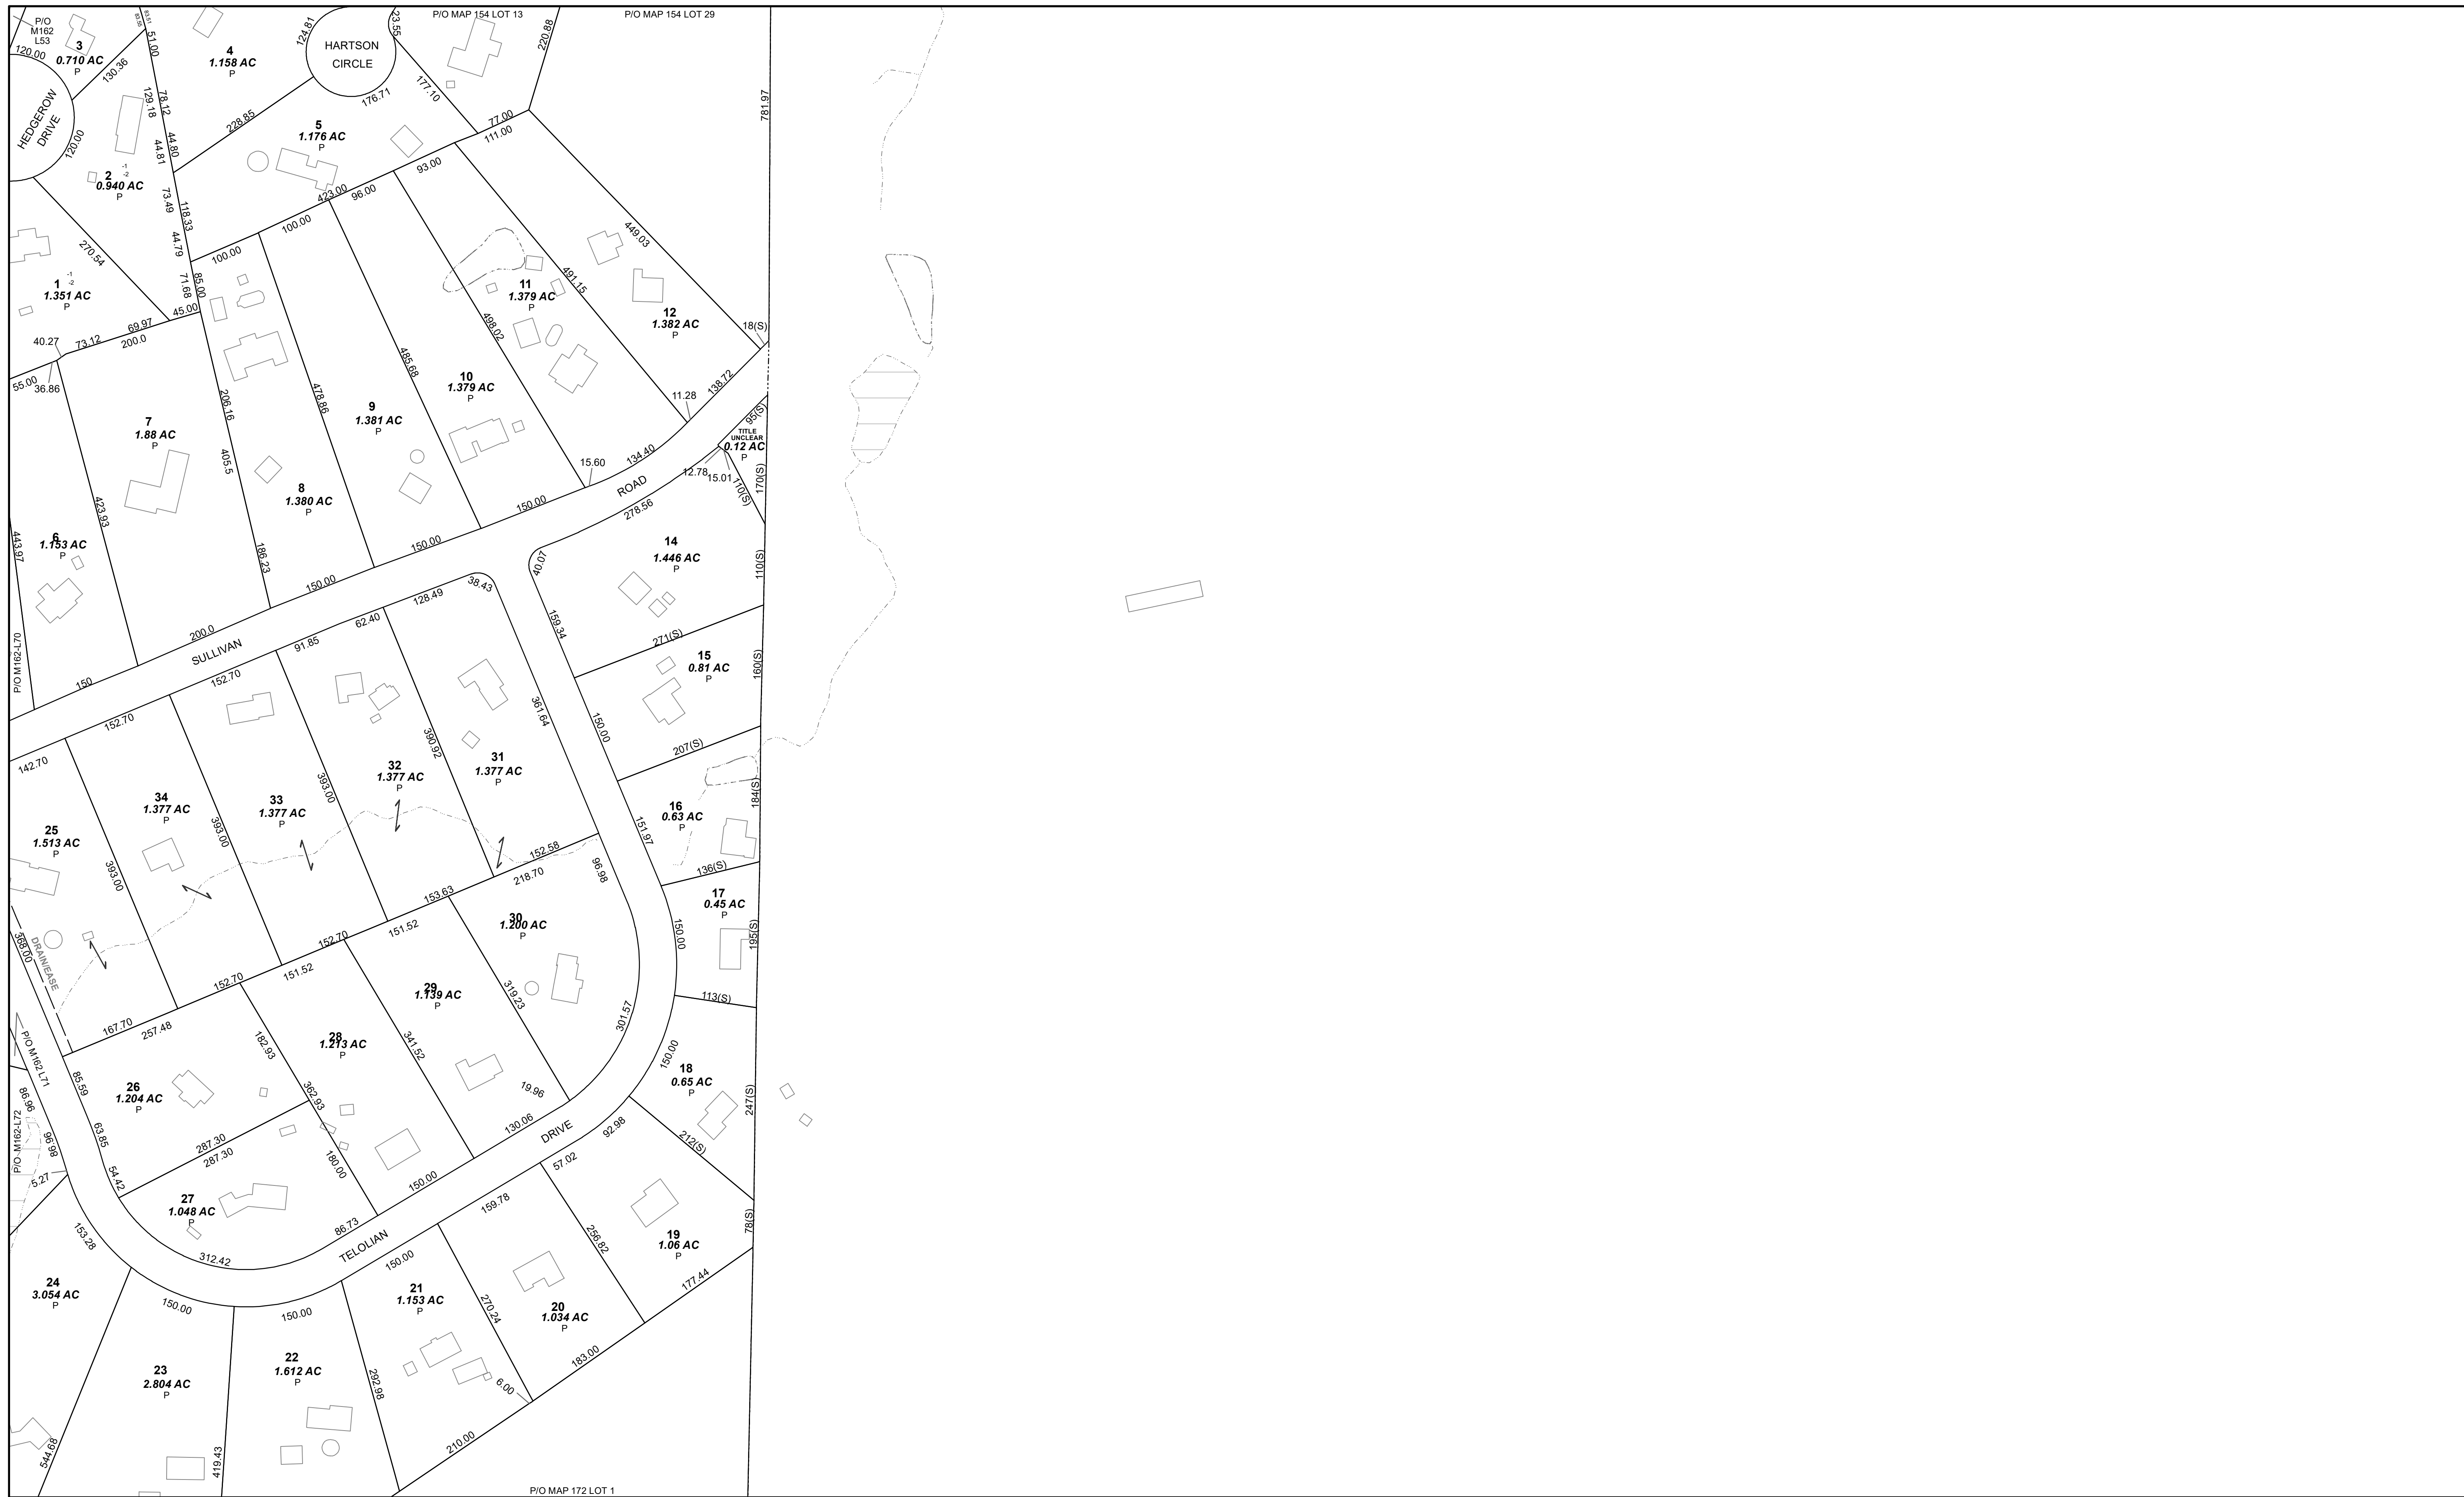 P/O
M162
L53
3
0.710 AC
P
120.00
130.36
HEDGEROW
DRIVE
120.00
51.00
78.12
129.18
44.80
44.81
4
1.158 AC
P
124.81
HARTSON
CIRCLE
23.55
176.71
177.10
P/O MAP 154 LOT 13
P/O MAP 154 LOT 29
220.88
781.97
228.85
5
1.176 AC
P
77.00
111.00
93.00
96.00
423.00
100.00
100.00
2
-1
-2
0.940 AC
P
73.49
118.33
44.79
270.54
71.68
85.00
1
-1
-2
1.351 AC
P
45.00
69.97
73.12
200.0
40.27
55.00
36.86
449.03
491.15
11
1.379 AC
P
12
1.382 AC
P
18(S)
498.02
485.68
478.86
206.16
405.5
186.23
138.72
11.28
10
1.379 AC
P
9
1.381 AC
P
7
1.88 AC
P
8
1.380 AC
P
95(S)
TITLE
UNCLEAR
0.12 AC
P
12.78
15.01
110(S)
170(S)
134.40
15.60
ROAD
278.56
150.00
150.00
150.00
200.0
SULLIVAN
150
423.93
443.97
6
1.153 AC
P
P/O M162-L70
14
1.446 AC
P
110(S)
40.07
38.43
128.49
62.40
91.85
152.70
152.70
142.70
159.34
271(S)
15
0.81 AC
P
160(S)
150.00
207(S)
361.64
390.92
31
1.377 AC
P
32
1.377 AC
P
393.00
33
1.377 AC
P
393.00
34
1.377 AC
P
393.00
25
1.513 AC
P
16
0.63 AC
P
184(S)
151.97
136(S)
152.58
218.70
96.98
153.63
151.52
152.70
151.52
152.70
167.70
257.48
17
0.45 AC
P
195(S)
150.00
113(S)
30
1.200 AC
P
368.00
DRAIN/EASE
29
1.139 AC
P
319.23
301.57
28
1.213 AC
P
341.52
182.93
362.93
180.00
P/O M162 L71
85.59
26
1.204 AC
P
63.85
54.42
287.30
287.30
86.96
P/O M162-L72
96.98
5.27
19.96
130.06
DRIVE
92.98
150.00
18
0.65 AC
P
247(S)
212(S)
57.02
159.78
150.00
86.73
TELOLIAN
150.00
27
1.048 AC
P
312.42
153.28
78(S)
19
1.06 AC
P
177.44
256.82
20
1.034 AC
P
183.00
6.00
270.24
21
1.153 AC
P
210.00
292.98
22
1.612 AC
P
150.00
150.00
419.43
23
2.804 AC
P
24
3.054 AC
P
544.68
P/O MAP 172 LOT 1